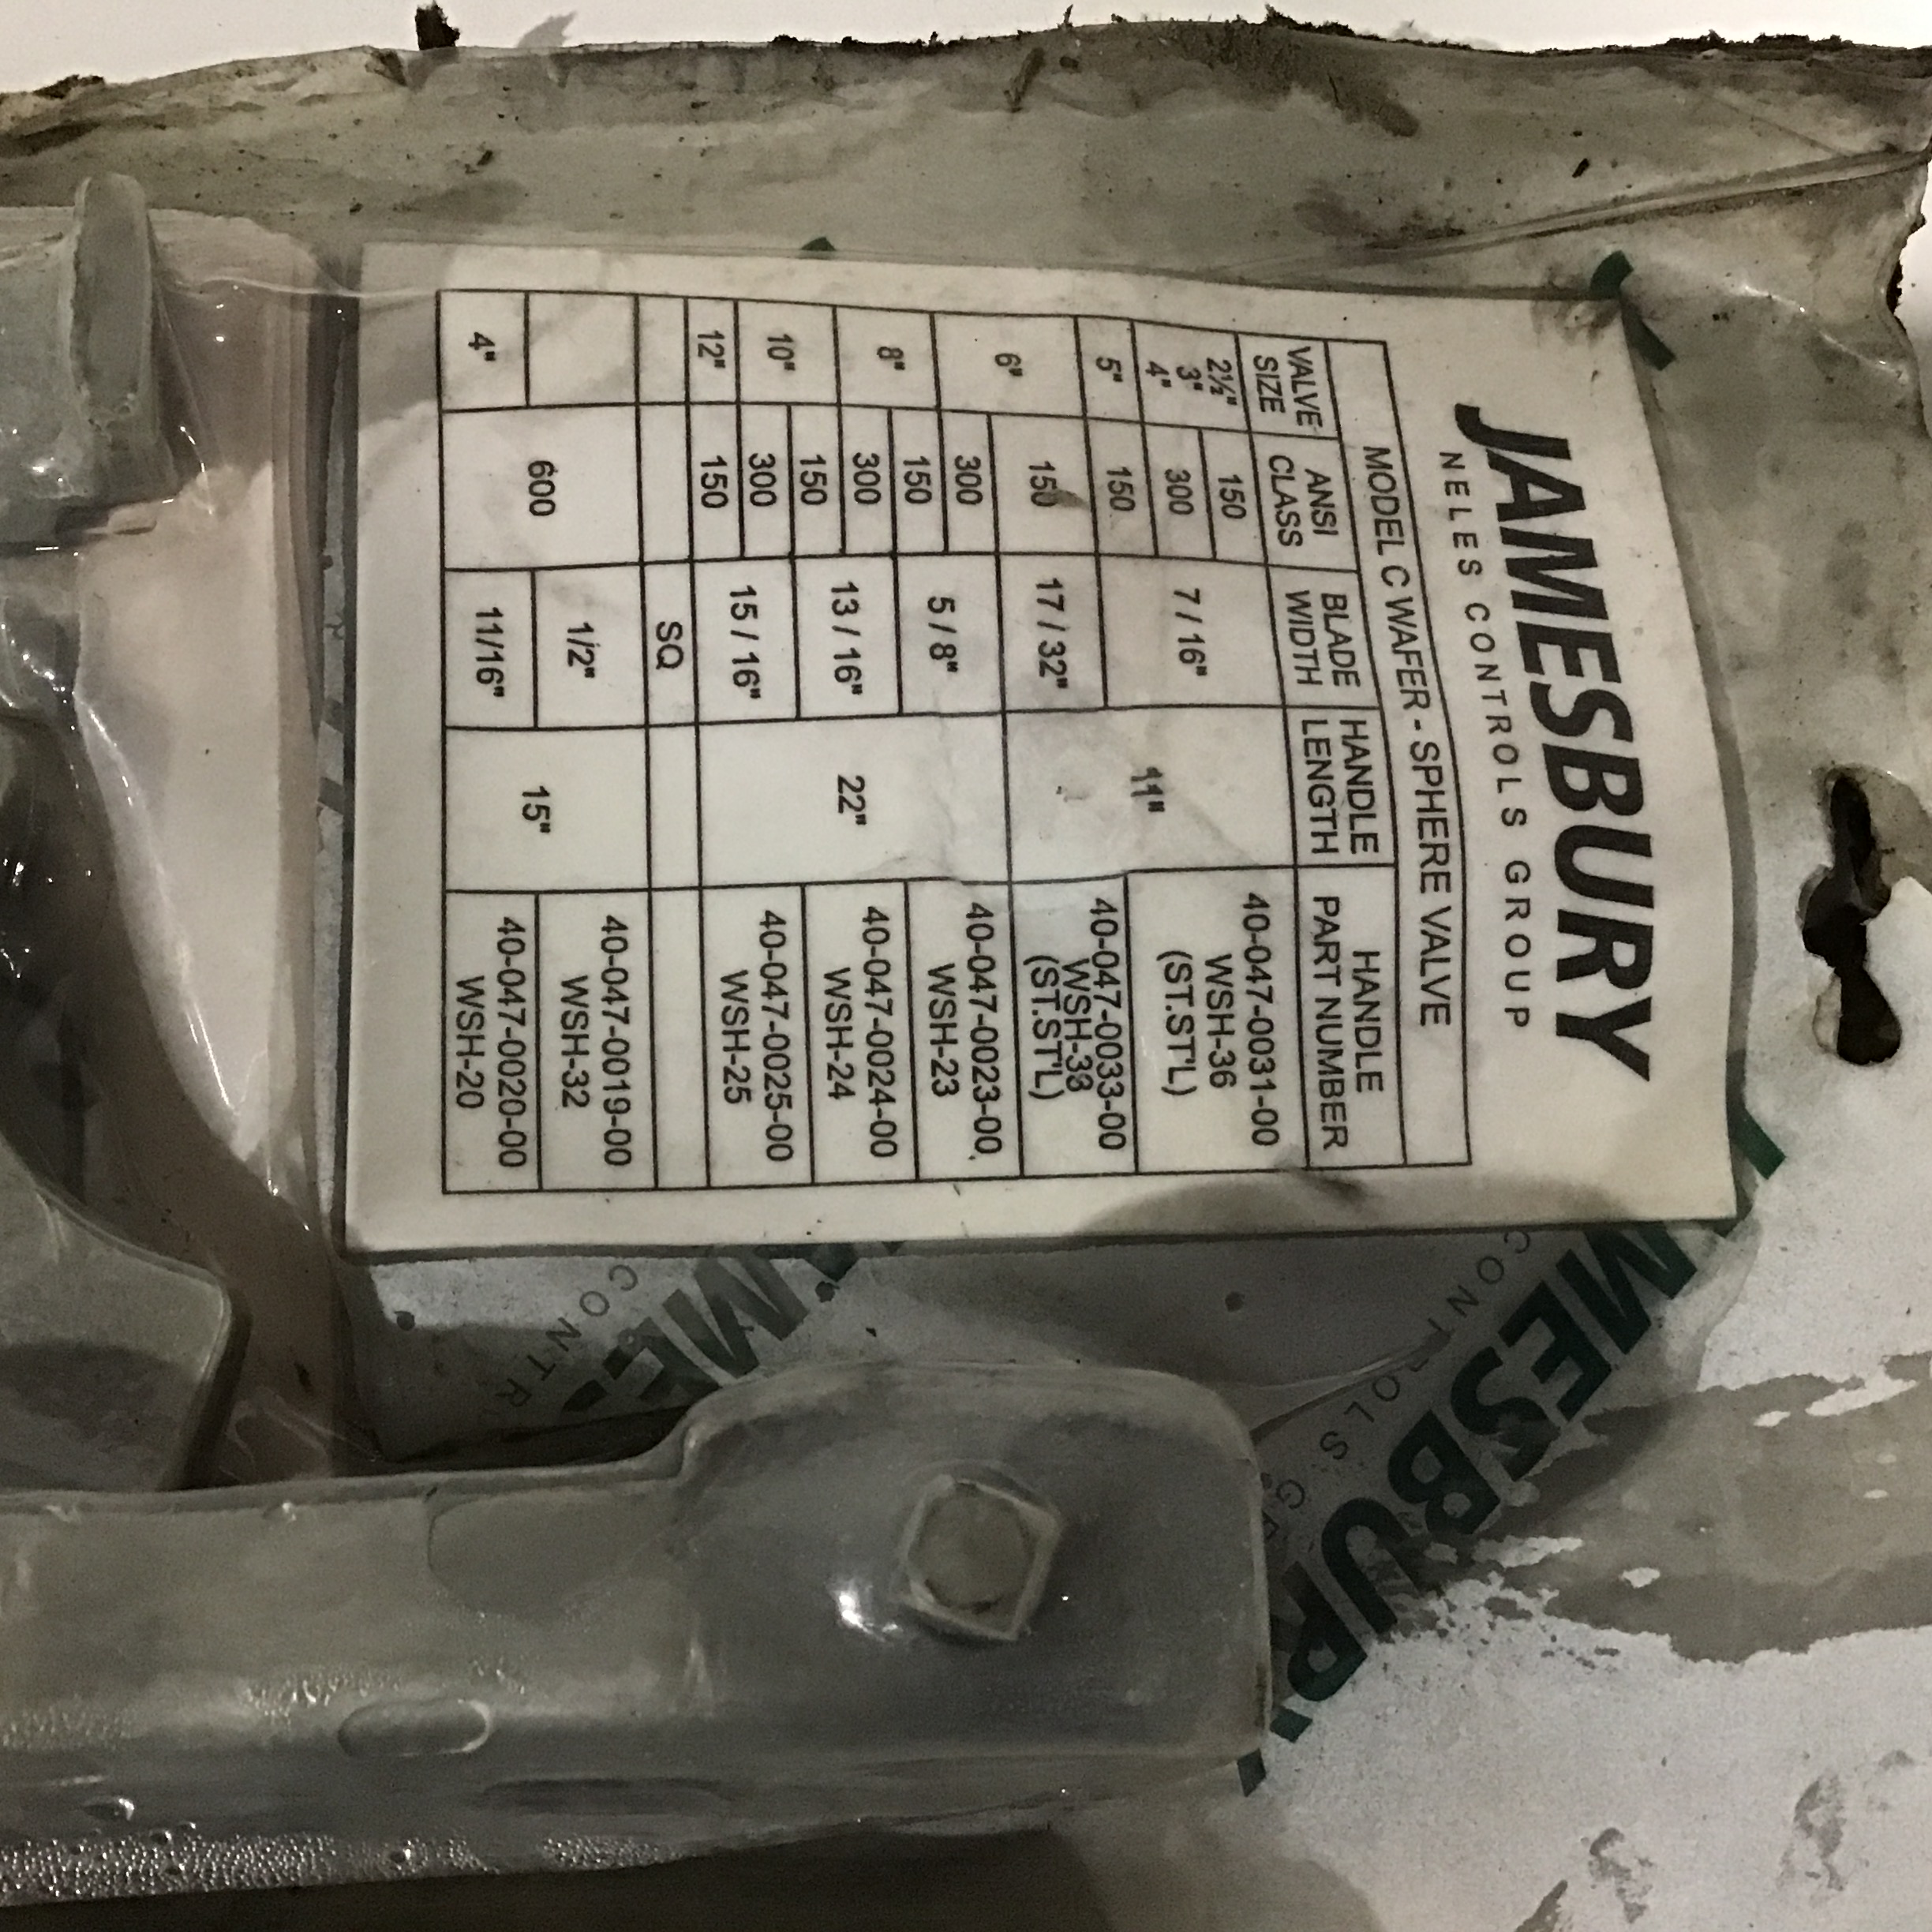 JAMESBURY
NELES CONTROLS GROUP
MODEL C WAFER - SPHERE VALVE
VALVE SIZE ANSI CLASS BLADE WIDTH HANDLE LENGTH HANDLE PART NUMBER
2½" 150 7 / 16" 11" 40-047-0031-00
3" 300 WSH-36
4" (ST.ST'L)
5" 150
6" 150 17 / 32" 40-047-0033-00
WSH-38
(ST.ST'L)
300 5 / 8" 22" 40-047-0023-00
8" 150 WSH-23
300 13 / 16" 40-047-0024-00
10" 150 WSH-24
300 15 / 16" 40-047-0025-00
12" 150 WSH-25
SQ
600 1/2" 15" 40-047-0019-00
WSH-32
4" 11/16" 40-047-0020-00
WSH-20